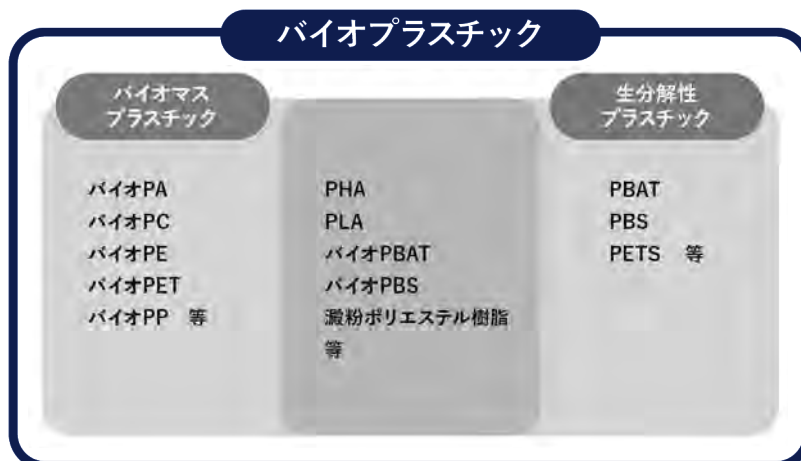 バイオプラスチック
バイオマス
プラスチック
バイオPA
バイオPC
バイオPE
バイオPET
バイオPP 等
PHA
PLA
バイオPBAT
バイオPBS
澱粉ポリエステル樹脂
等
生分解性
プラスチック
PBAT
PBS
PETS 等